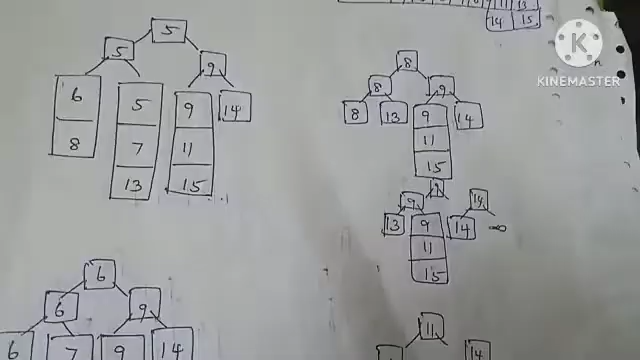 14 15
K
KINEMASTER
5
5 9
6 5 9 14
8 7 11
13 15
8
8 9
8 13 9 14
11
15
9 14
13 9 14 ∞
11
15
6
6 9
6 7 9 14
11
14